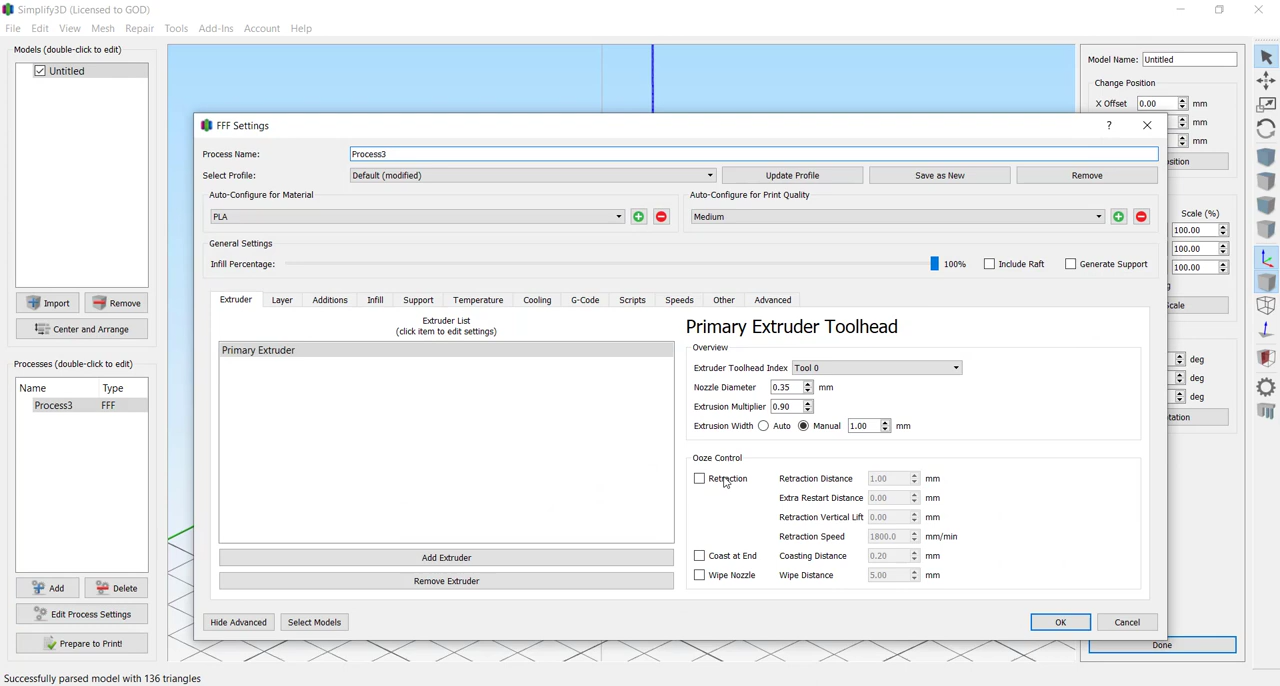 Simplify3D (Licensed to GOD)
File Edit View Mesh Repair Tools Add-Ins Account Help
Models (double-click to edit)
Untitled
Import Remove
Center and Arrange
Processes (double-click to edit)
Name Type
Process3 FFF
Add Delete
Edit Process Settings
Prepare to Print!
Successfully parsed model with 136 triangles
FFF Settings ?
Process Name: Process3
Select Profile: Default (modified) Update Profile Save as New Remove
Auto-Configure for Material
PLA
Auto-Configure for Print Quality
Medium
General Settings
Infill Percentage: 100% Include Raft Generate Support
Extruder Layer Additions Infill Support Temperature Cooling G-Code Scripts Speeds Other Advanced
Extruder List
(click item to edit settings)
Primary Extruder
Add Extruder
Remove Extruder
Primary Extruder Toolhead
Overview
Extruder Toolhead Index Tool 0
Nozzle Diameter 0.35 mm
Extrusion Multiplier 0.90
Extrusion Width Auto Manual 1.00 mm
Ooze Control
Retraction Retraction Distance 1.00 mm
Extra Restart Distance 0.00 mm
Retraction Vertical Lift 0.00 mm
Retraction Speed 1800.0 mm/min
Coast at End Coasting Distance 0.20 mm
Wipe Nozzle Wipe Distance 5.00 mm
Hide Advanced Select Models OK Cancel
Model Name: Untitled
Change Position
X Offset 0.00 mm
mm
mm
Scale (%)
100.00
100.00
100.00
deg
deg
deg
Done